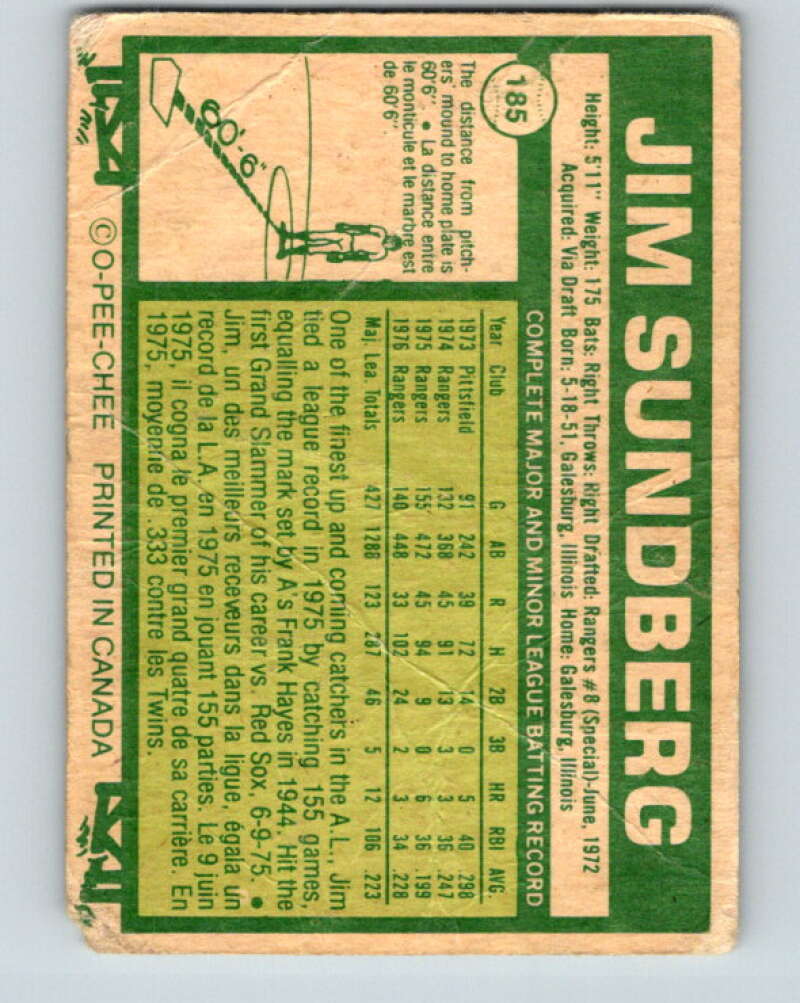 185
JIM SUNDBERG
Height: 5'11" Weight: 175 Bats: Right Throws: Right Drafted: Rangers #8 (Special)-June, 1972
Acquired: Via Draft Born: 5-18-51, Galesburg, Illinois Home: Galesburg, Illinois
COMPLETE MAJOR AND MINOR LEAGUE BATTING RECORD
The distance from pitch-
ers' mound to home plate is
60'6". • La distance entre
le monticule et le marbre est
de 60'6".
60'-6"
Year Club G AB R H 2B 3B HR RBI AVG.
1973 Pittsfield 91 242 39 72 14 0 5 40 .298
1974 Rangers 132 368 45 91 13 3 3 36 .247
1975 Rangers 155 472 45 94 9 0 6 36 .199
1976 Rangers 140 448 33 102 24 2 3 34 .228
Maj. Lea. Totals 427 1288 123 287 46 5 12 106 .223
One of the finest up and coming catchers in the A.L., Jim
tied a league record in 1975 by catching 155 games,
equalling the mark set by A's Frank Hayes in 1944. Hit the
first Grand Slammer of his career vs. Red Sox, 6-9-75. •
Jim, un des meilleurs receveurs dans la ligue, égala un
record de la L.A. en 1975 en jouant 155 parties. Le 9 juin
1975, il cogna le premier grand quatre de sa carrière. En
1975, moyenne de .333 contre les Twins.
© O-PEE-CHEE PRINTED IN CANADA